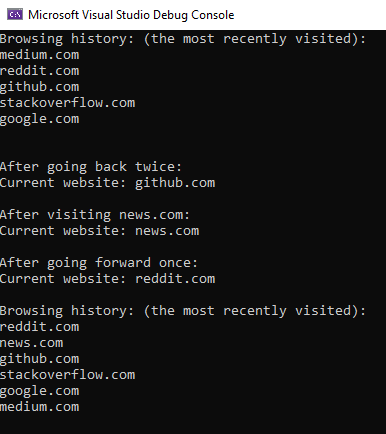 Microsoft Visual Studio Debug Console
Browsing history: (the most recently visited):
medium.com
reddit.com
github.com
stackoverflow.com
google.com
After going back twice:
Current website: github.com
After visiting news.com:
Current website: news.com
After going forward once:
Current website: reddit.com
Browsing history: (the most recently visited):
reddit.com
news.com
github.com
stackoverflow.com
google.com
medium.com